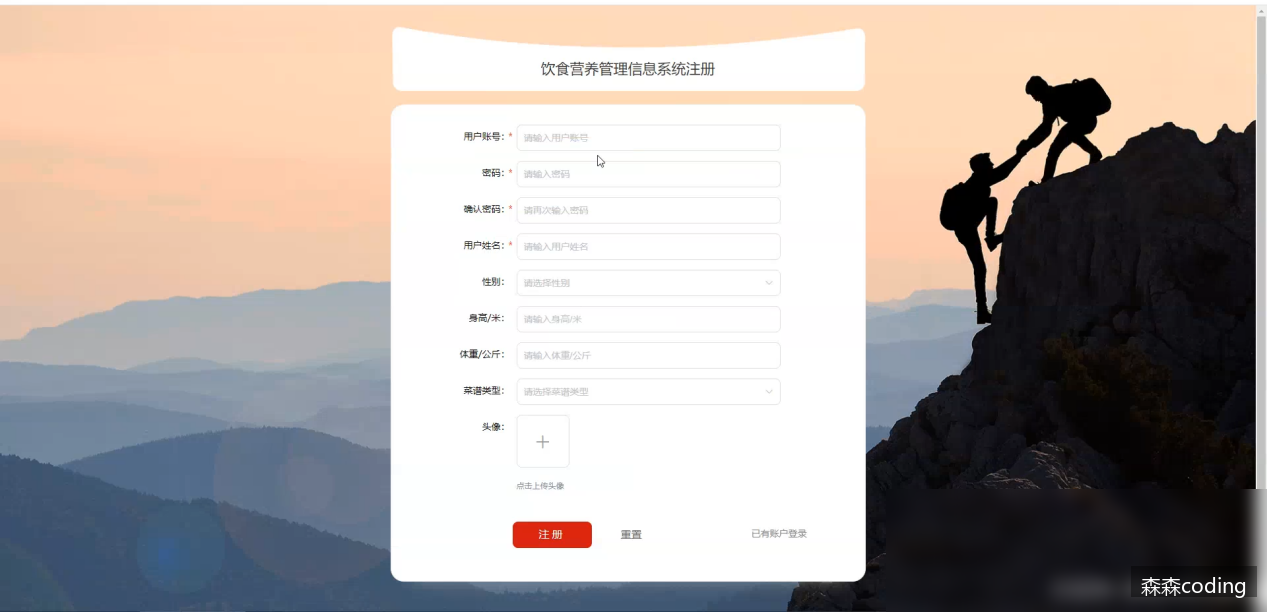 饮食营养管理信息系统注册
用户账号： * 请输入用户账号
密码： * 请输入密码
确认密码： * 请再次输入密码
用户姓名： * 请输入用户姓名
性别： 请选择性别
身高/米： 请输入身高/米
体重/公斤： 请输入体重/公斤
菜谱类型： 请选择菜谱类型
头像：
点击上传头像
注 册 重置 已有账户登录
森森coding